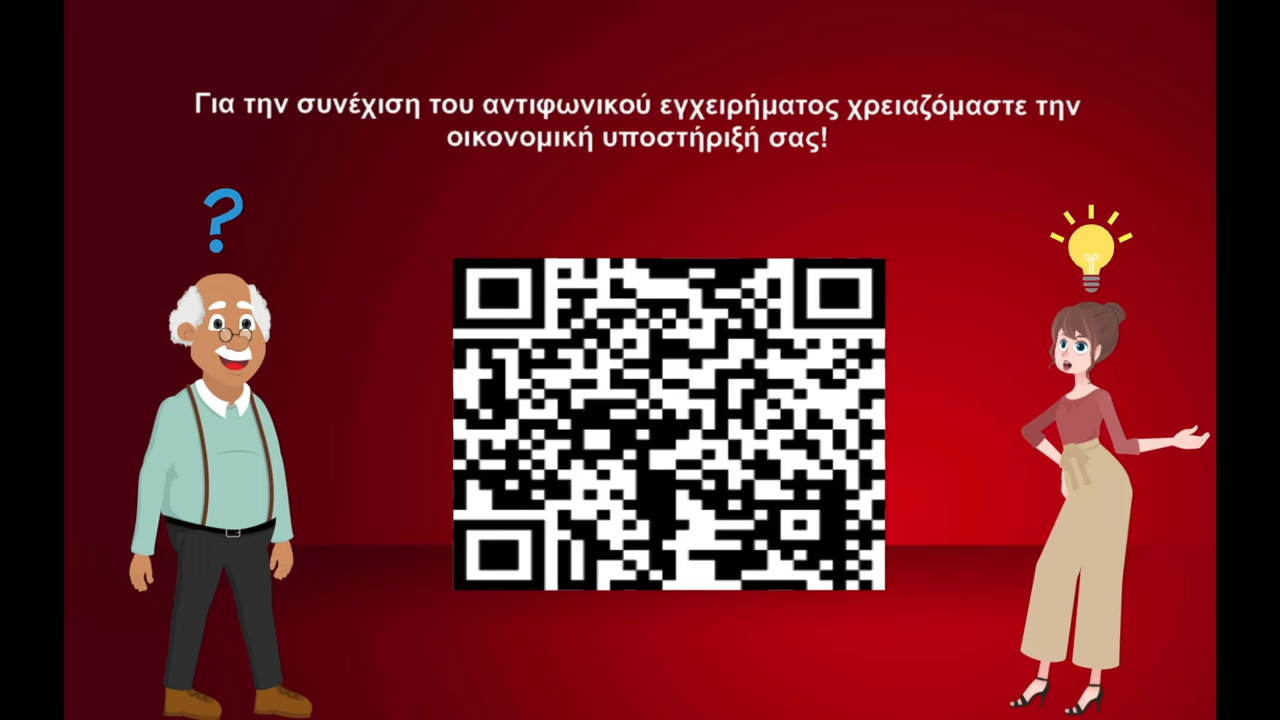 Για την συνέχιση του αντιφωνικού εγχειρήματος χρειαζόμαστε την
οικονομική υποστήριξή σας!